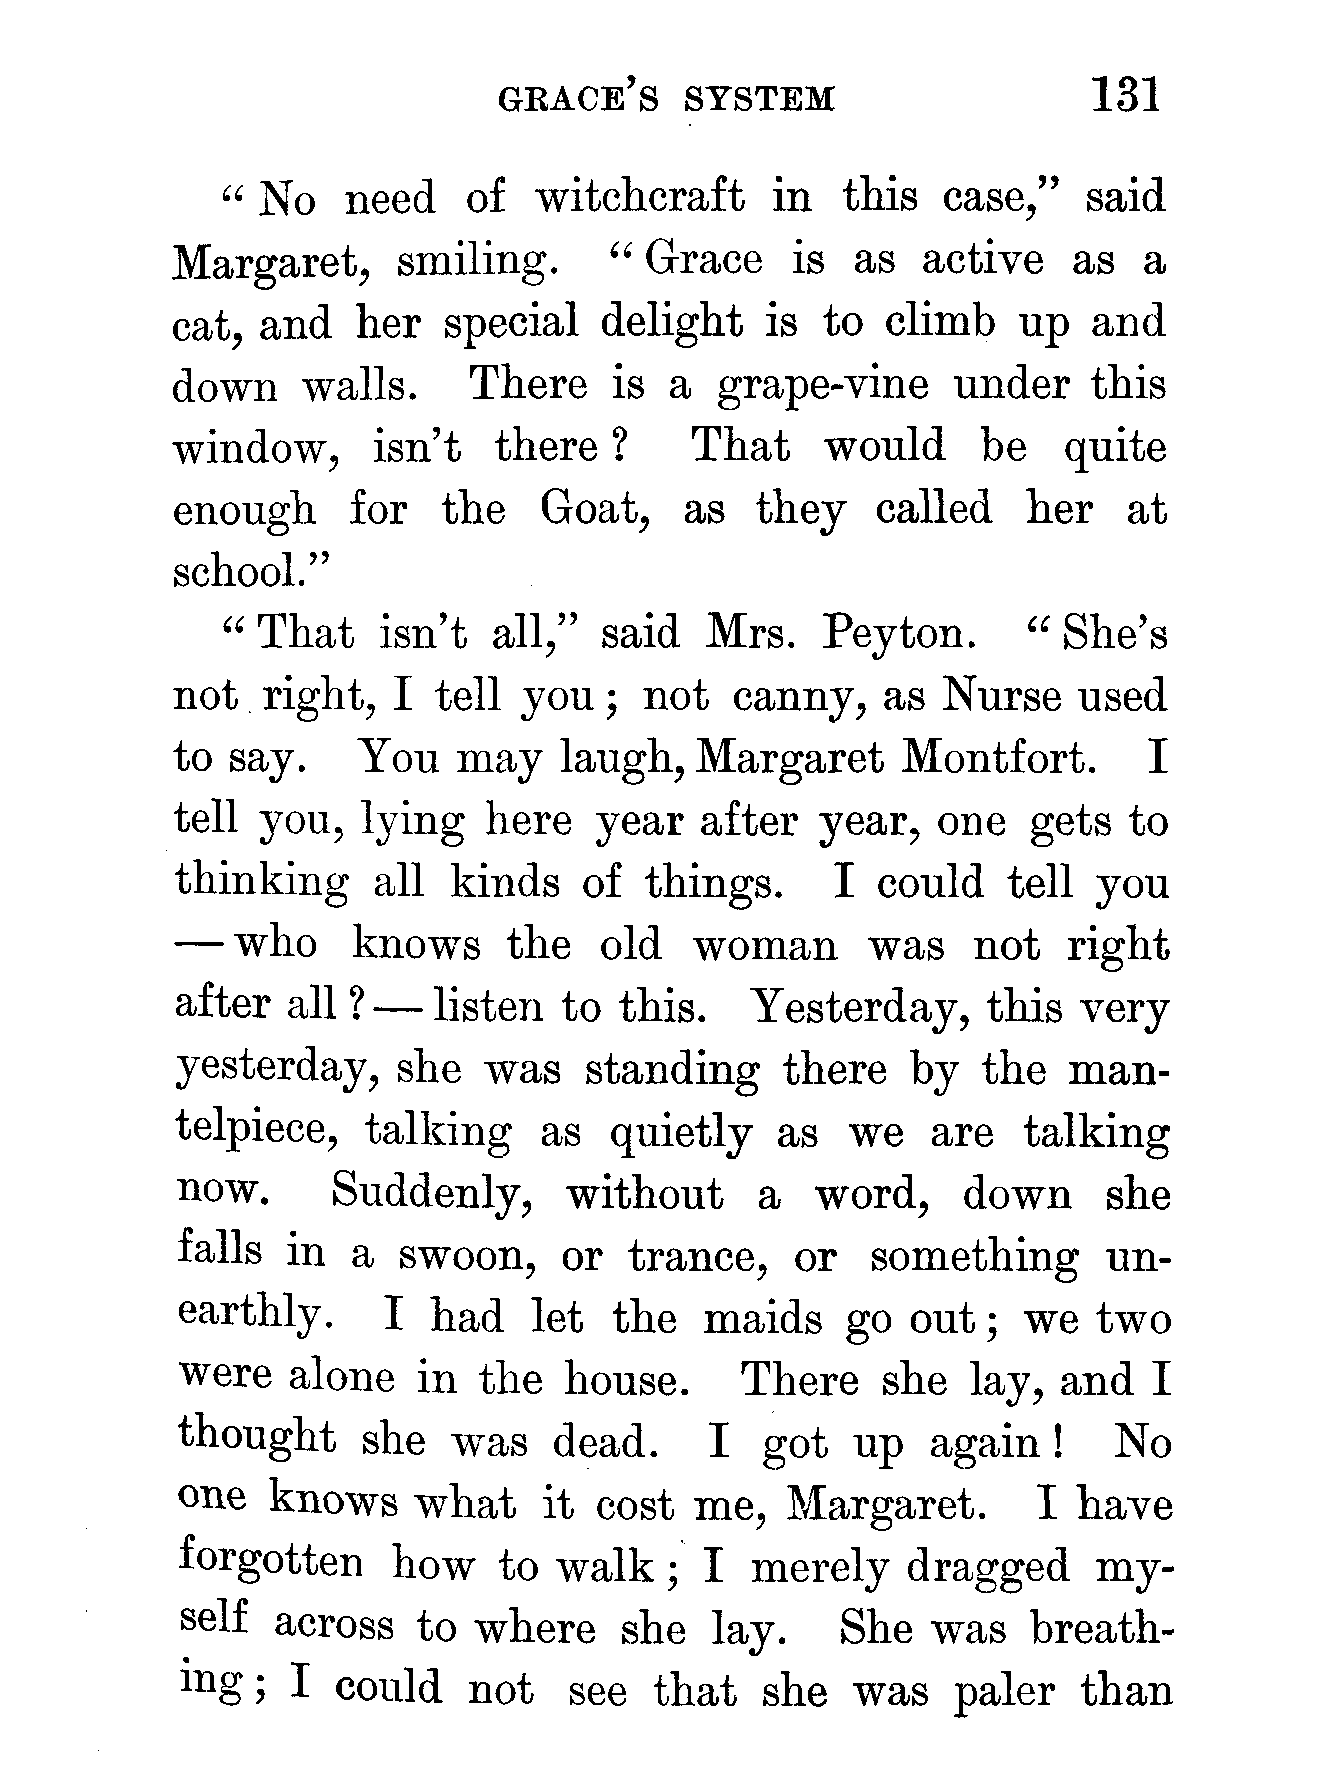 GRACE'S SYSTEM 131
“ No need of witchcraft in this case,” said
Margaret, smiling. “ Grace is as active as a
cat, and her special delight is to climb up and
down walls. There is a grape-vine under this
window, isn’t there ? That would be quite
enough for the Goat, as they called her at
school.”
“ That isn’t all,” said Mrs. Peyton. “ She’s
not right, I tell you ; not canny, as Nurse used
to say. You may laugh, Margaret Montfort. I
tell you, lying here year after year, one gets to
thinking all kinds of things. I could tell you
— who knows the old woman was not right
after all ? — listen to this. Yesterday, this very
yesterday, she was standing there by the man-
telpiece, talking as quietly as we are talking
now. Suddenly, without a word, down she
falls in a swoon, or trance, or something un-
earthly. I had let the maids go out ; we two
were alone in the house. There she lay, and I
thought she was dead. I got up again ! No
one knows what it cost me, Margaret. I have
forgotten how to walk ; I merely dragged my-
self across to where she lay. She was breath-
ing ; I could not see that she was paler than